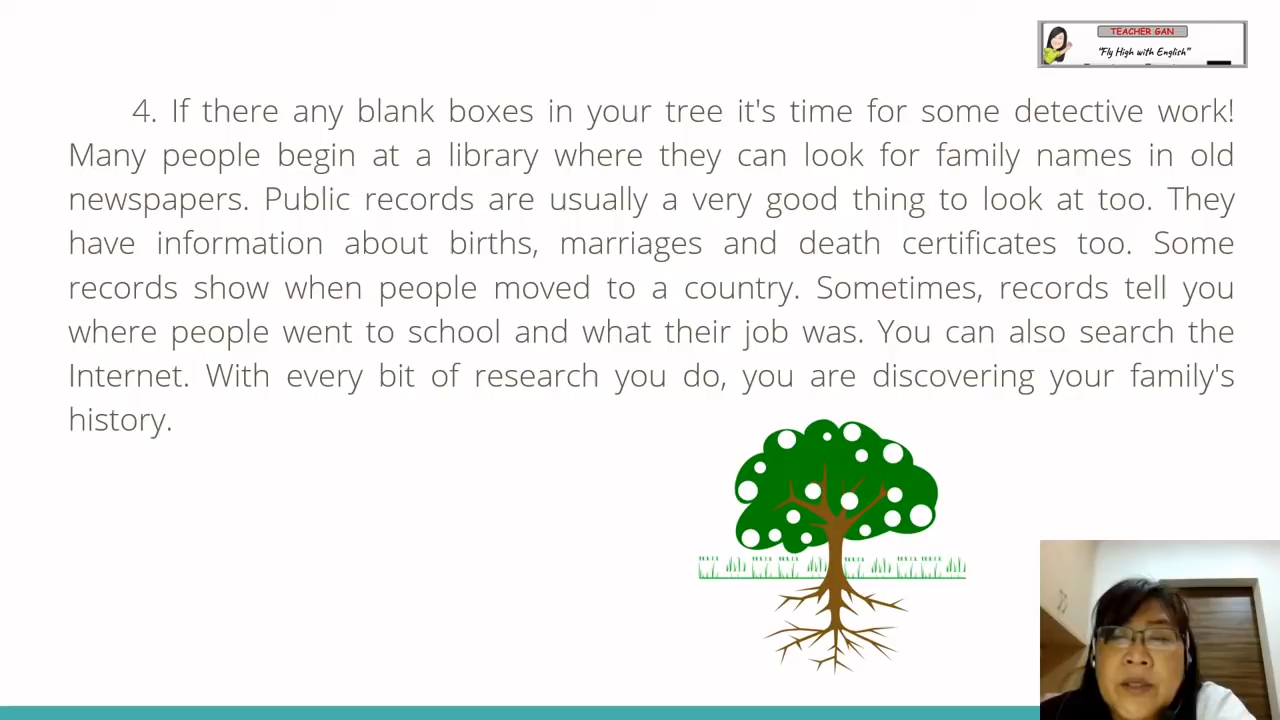 TEACHER GAN
"Fly High with English"
4. If there any blank boxes in your tree it's time for some detective work!
Many people begin at a library where they can look for family names in old
newspapers. Public records are usually a very good thing to look at too. They
have information about births, marriages and death certificates too. Some
records show when people moved to a country. Sometimes, records tell you
where people went to school and what their job was. You can also search the
Internet. With every bit of research you do, you are discovering your family's
history.